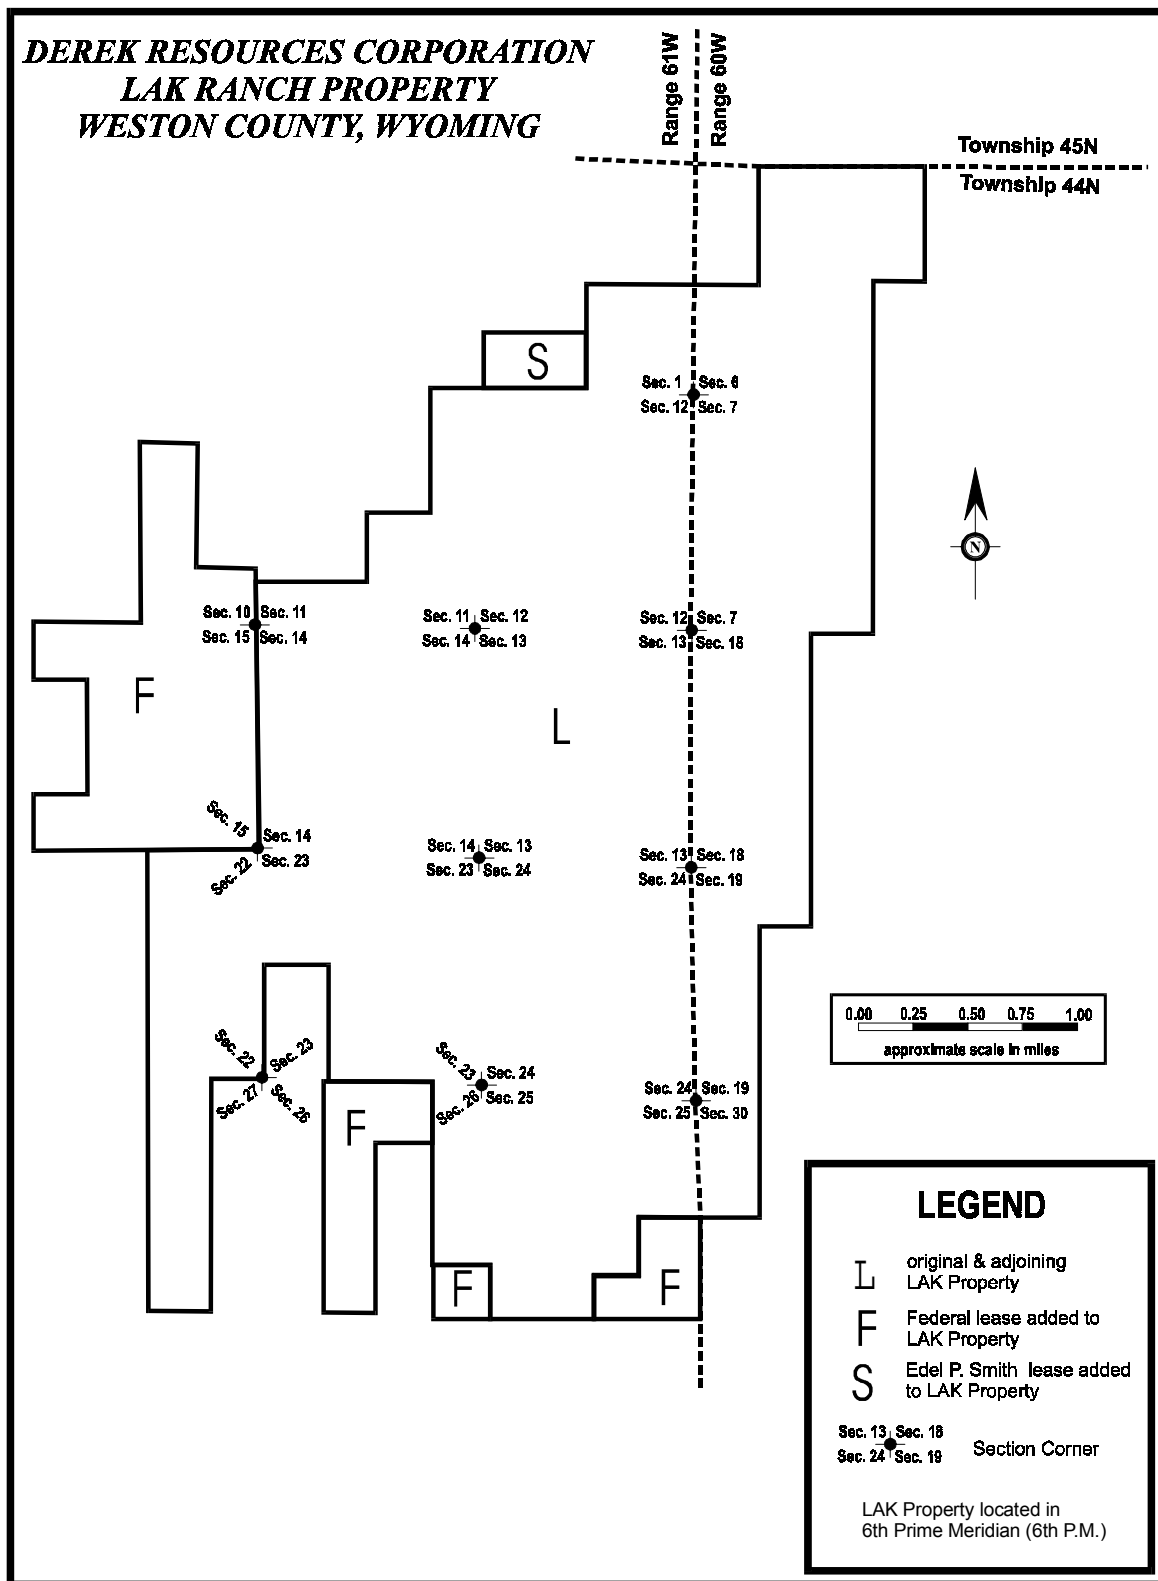 DEREK RESOURCES CORPORATION
LAK RANCH PROPERTY
WESTON COUNTY, WYOMING
Range 61W
Range 60W
Township 45N
Township 44N
S
Sec. 1 Sec. 6
Sec. 12 Sec. 7
N
Sec. 10 Sec. 11
Sec. 15 Sec. 14
Sec. 11 Sec. 12
Sec. 14 Sec. 13
Sec. 12 Sec. 7
Sec. 13 Sec. 18
F
L
Sec. 15 Sec. 14
Sec. 22 Sec. 23
Sec. 14 Sec. 13
Sec. 23 Sec. 24
Sec. 13 Sec. 18
Sec. 24 Sec. 19
0.00 0.25 0.50 0.75 1.00
approximate scale in miles
Sec. 22 Sec. 23
Sec. 27 Sec. 26
Sec. 23 Sec. 24
Sec. 26 Sec. 25
Sec. 24 Sec. 19
Sec. 25 Sec. 30
F
F
F
LEGEND
L original & adjoining
LAK Property
F Federal lease added to
LAK Property
S Edel P. Smith lease added
to LAK Property
Sec. 13 Sec. 18
Sec. 24 Sec. 19
Section Corner
LAK Property located in
6th Prime Meridian (6th P.M.)